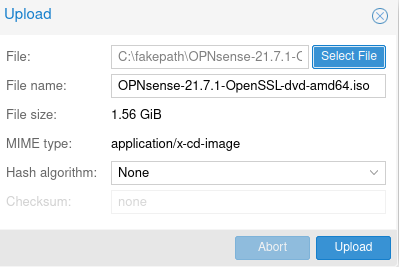 Upload
File: C:\fakepath\OPNsense-21.7.1-O Select File
File name: OPNsense-21.7.1-OpenSSL-dvd-amd64.iso
File size: 1.56 GiB
MIME type: application/x-cd-image
Hash algorithm: None
Checksum: none
Abort Upload